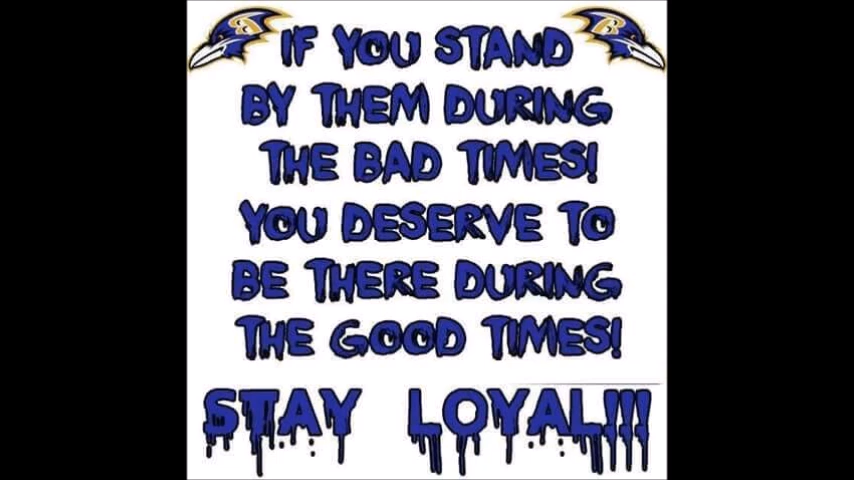 IF YOU STAND
BY THEM DURING
THE BAD TIMES!
YOU DESERVE TO
BE THERE DURING
THE GOOD TIMES!
STAY LOYAL!!!